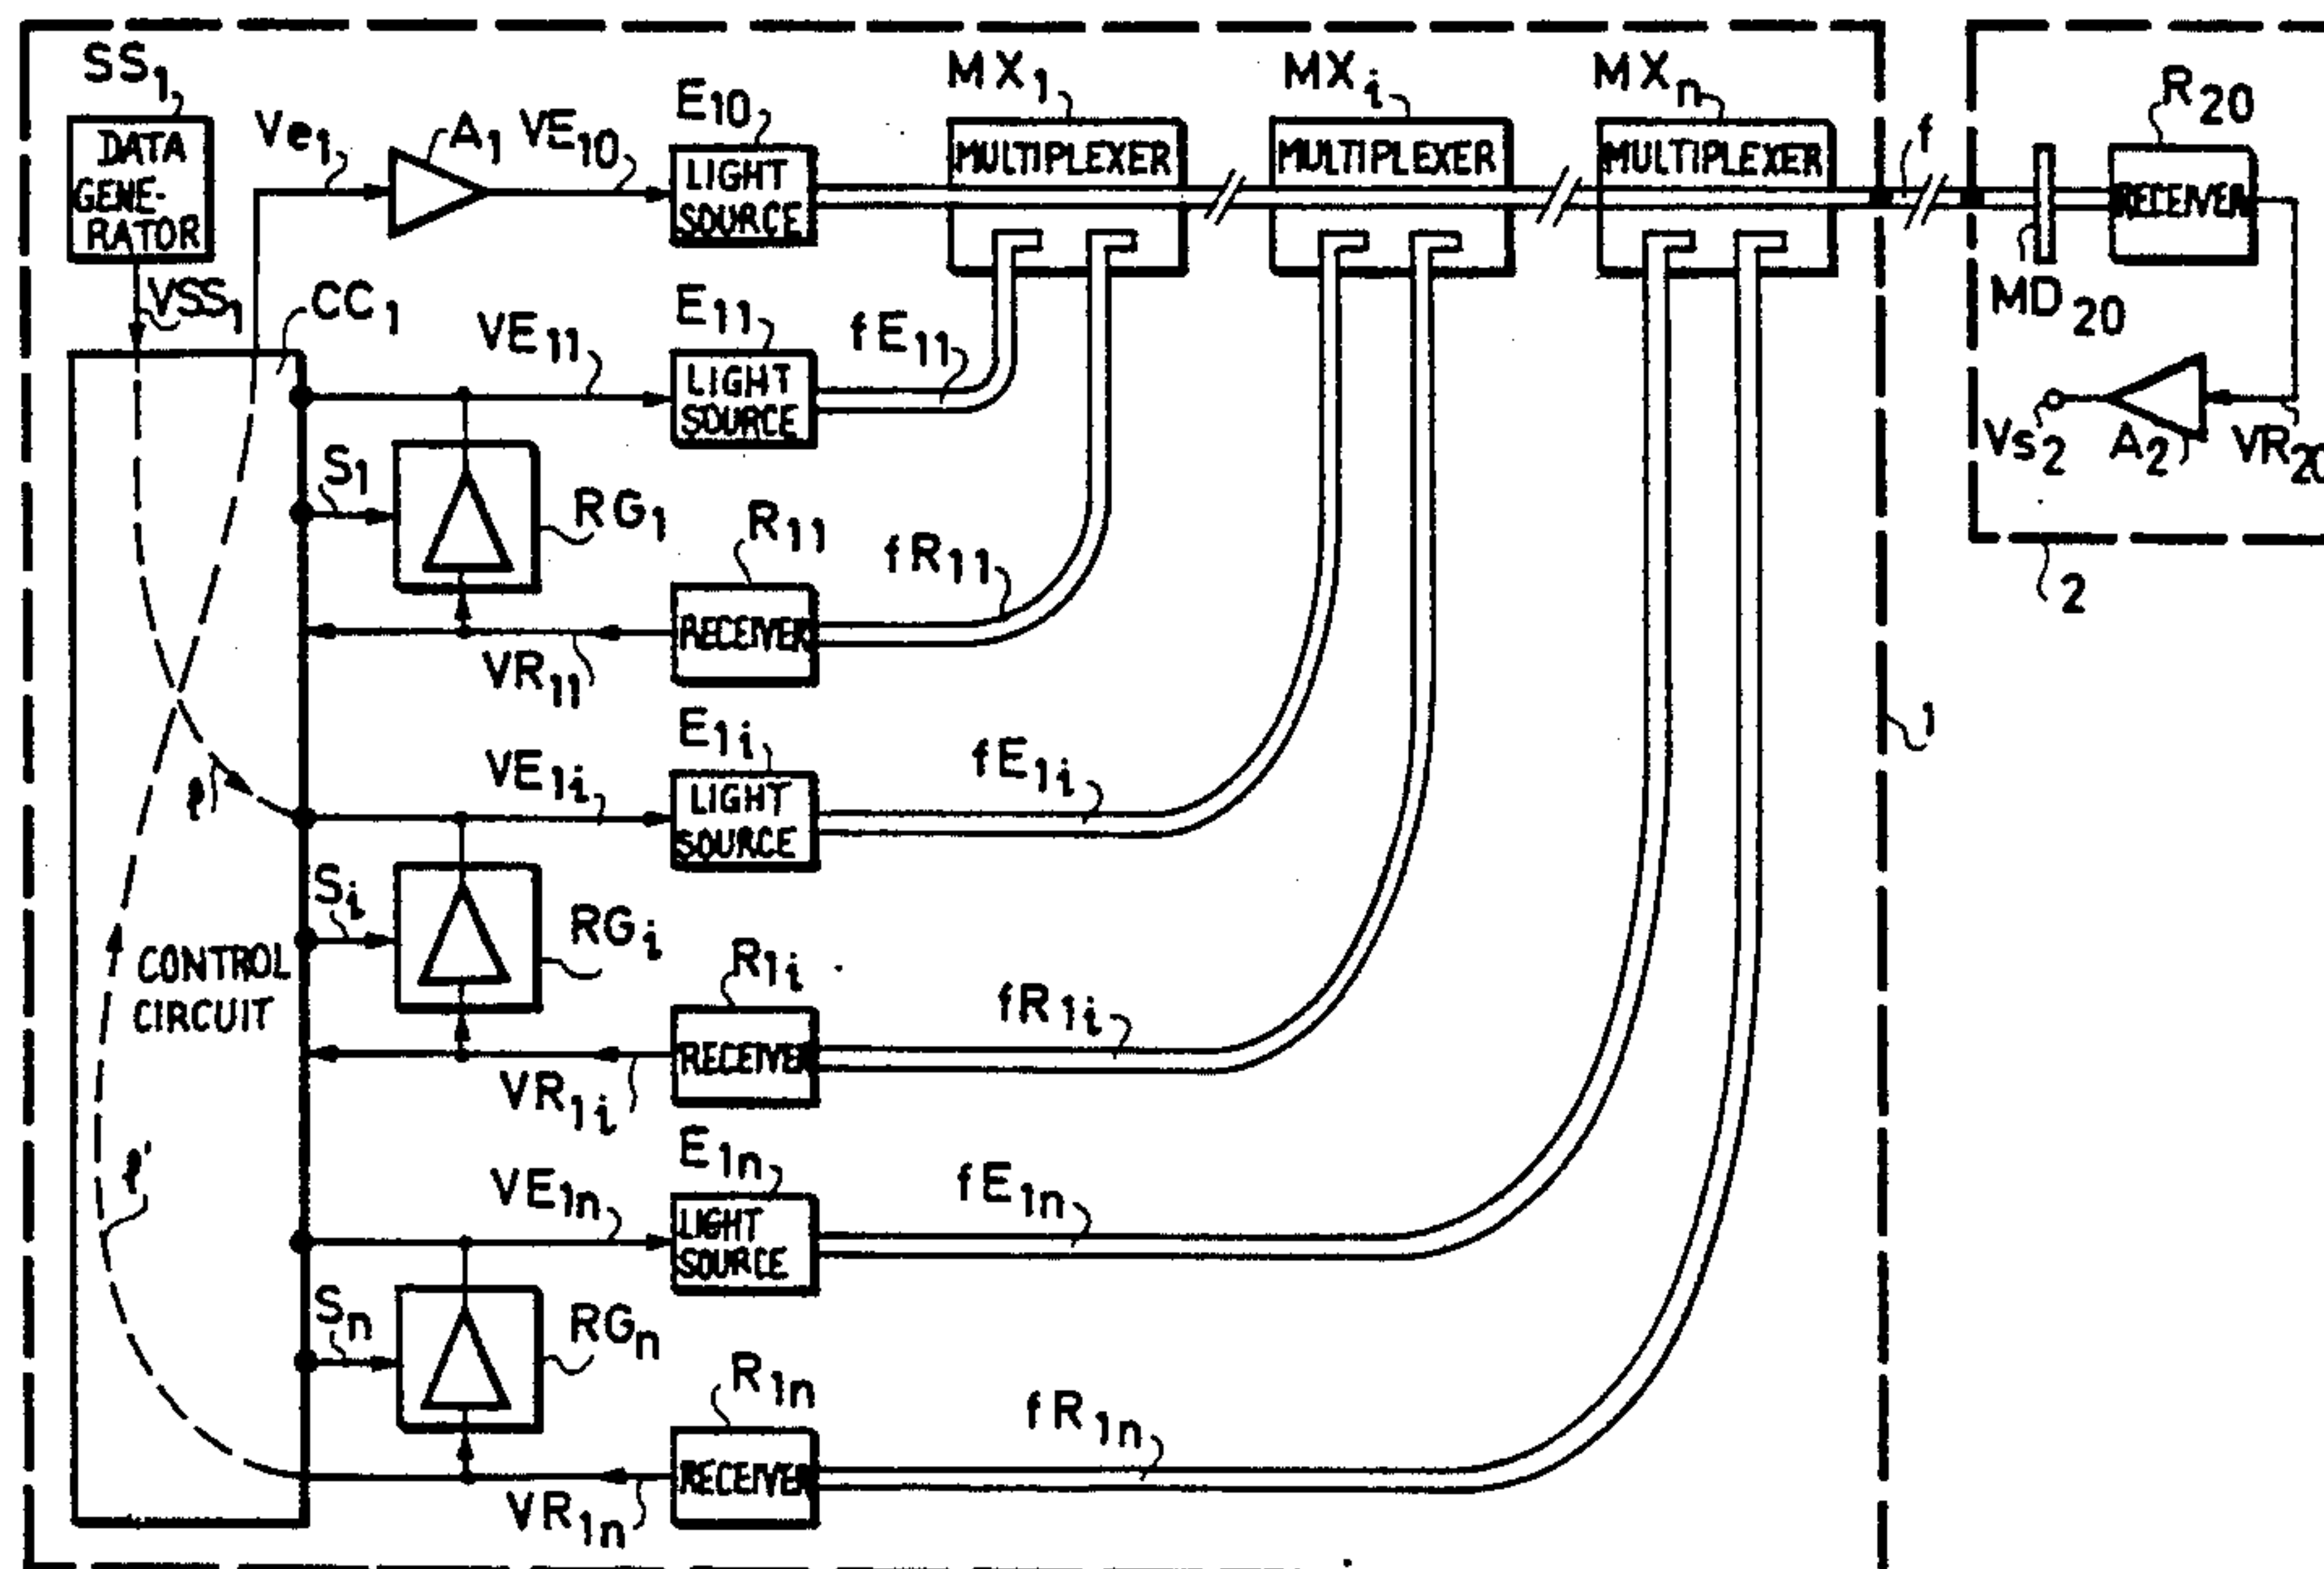 SS1
DATA
GENE-
RATOR
VSS1
Ve1
A1
VE10
E10
LIGHT
SOURCE
MX1
MULTIPLEXER
MXi
MULTIPLEXER
MXn
MULTIPLEXER
f
R20
RECEIVER
MD20
Vs2
A2
VR20
2
1
CC1
VE11
E11
LIGHT
SOURCE
fE11
S1
RG1
R11
RECEIVER
fR11
VR11
VE1i
E1i
LIGHT
SOURCE
fE1i
ℓ
Si
RGi
CONTROL
CIRCUIT
R1i
RECEIVER
fR1i
VR1i
ℓ'
VE1n
E1n
LIGHT
SOURCE
fE1n
Sn
RGn
R1n
RECEIVER
fR1n
VR1n